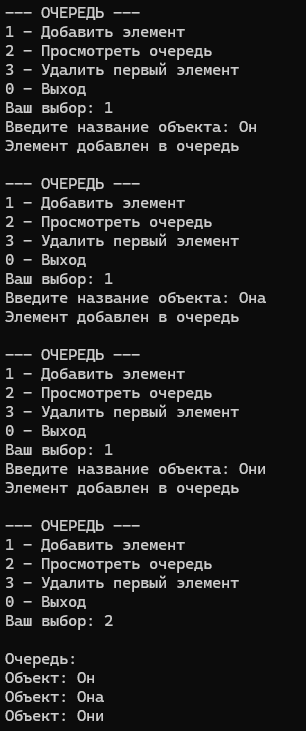 --- ОЧЕРЕДЬ ---
1 - Добавить элемент
2 - Просмотреть очередь
3 - Удалить первый элемент
0 - Выход
Ваш выбор: 1
Введите название объекта: Он
Элемент добавлен в очередь

--- ОЧЕРЕДЬ ---
1 - Добавить элемент
2 - Просмотреть очередь
3 - Удалить первый элемент
0 - Выход
Ваш выбор: 1
Введите название объекта: Она
Элемент добавлен в очередь

--- ОЧЕРЕДЬ ---
1 - Добавить элемент
2 - Просмотреть очередь
3 - Удалить первый элемент
0 - Выход
Ваш выбор: 1
Введите название объекта: Они
Элемент добавлен в очередь

--- ОЧЕРЕДЬ ---
1 - Добавить элемент
2 - Просмотреть очередь
3 - Удалить первый элемент
0 - Выход
Ваш выбор: 2

Очередь:
Объект: Он
Объект: Она
Объект: Они